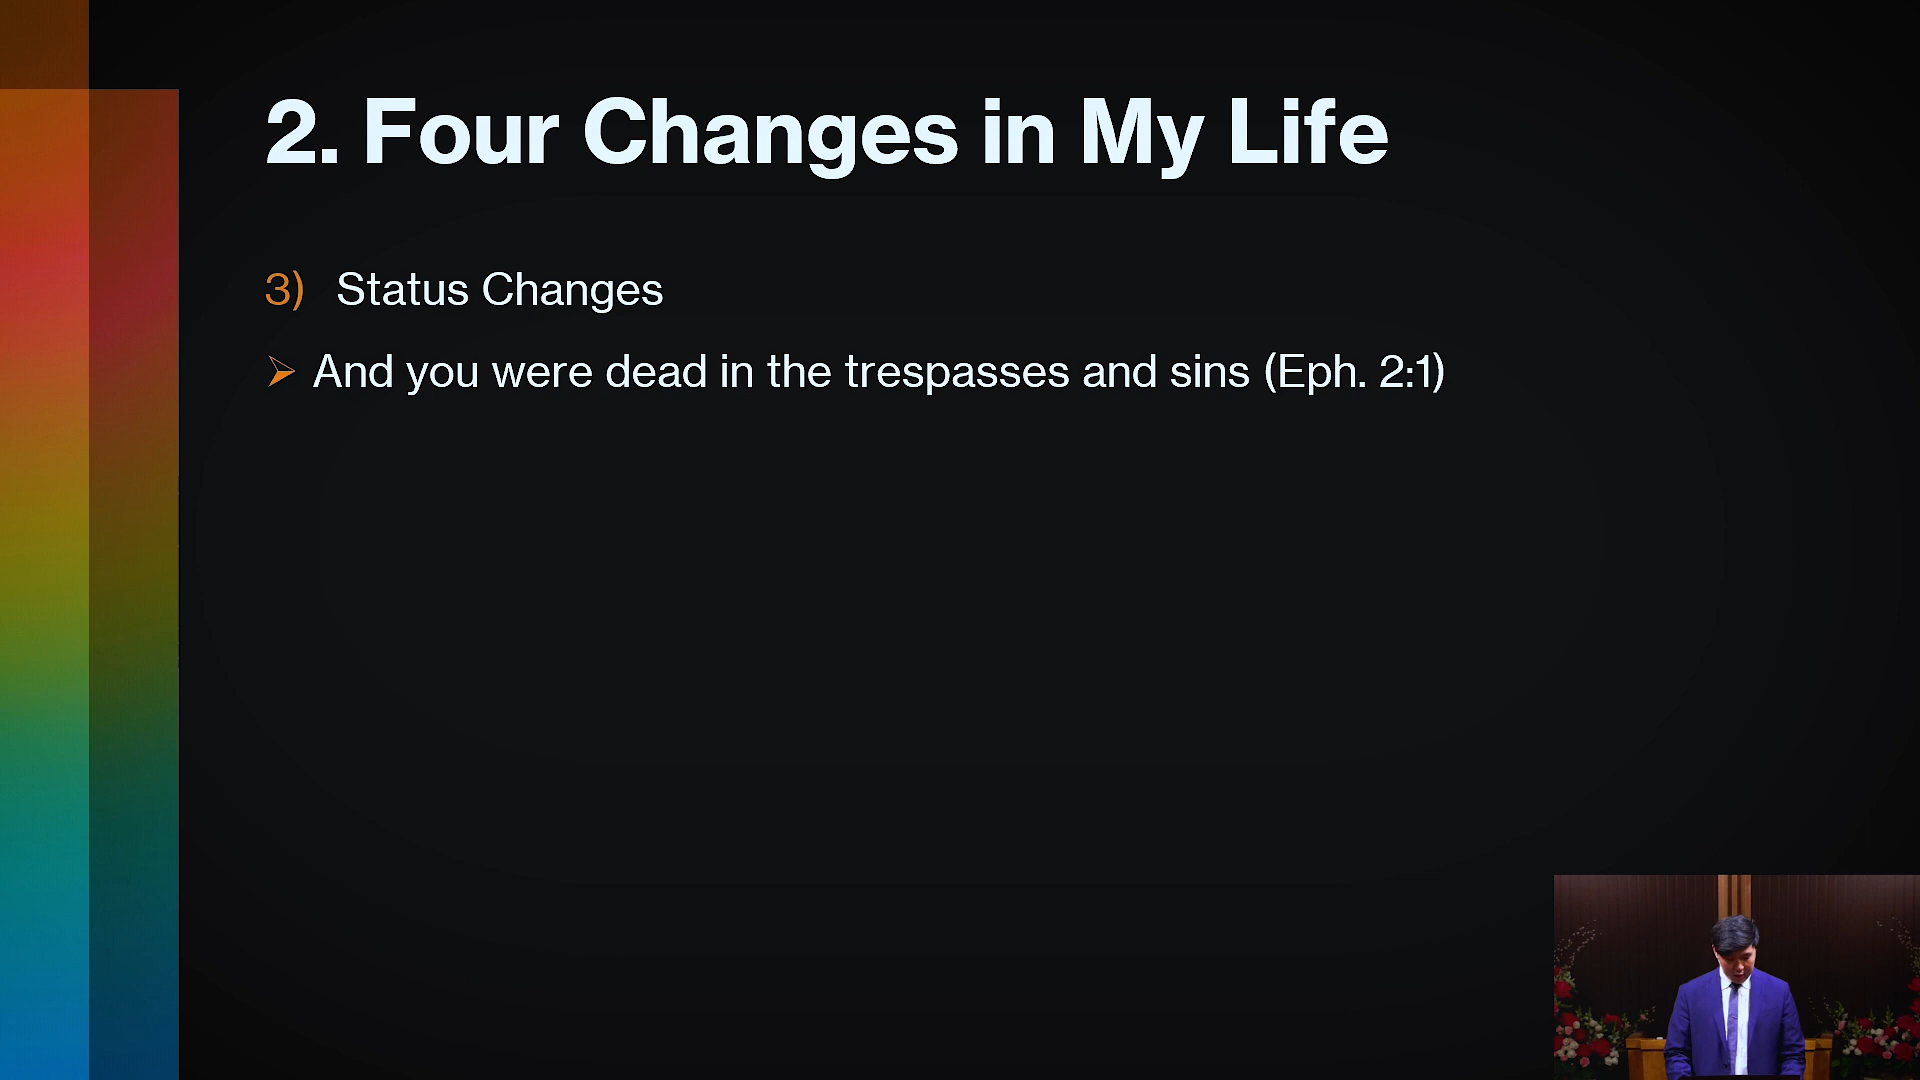 2. Four Changes in My Life
3) Status Changes
➢ And you were dead in the trespasses and sins (Eph. 2:1)